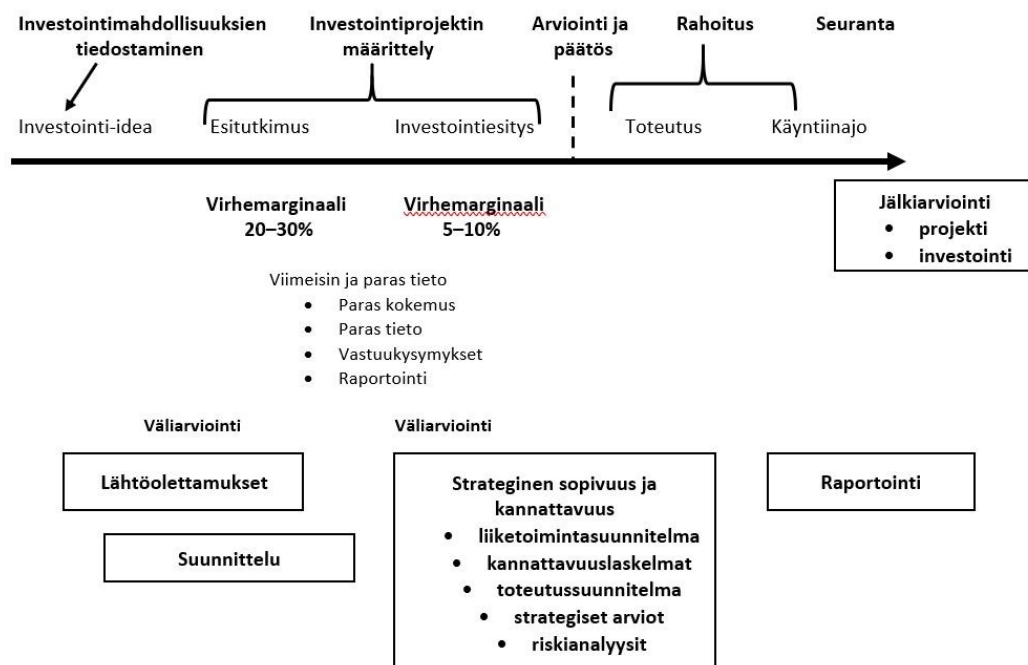 Investointimahdollisuuksien
tiedostaminen
Investointiprojektin
määrittely
Arviointi ja
päätös
Rahoitus
Seuranta
Investointi-idea
Esitutkimus
Investointiesitys
Toteutus
Käyntiinajo
Virhemarginaali
20–30%
Virhemarginaali
5–10%
Jälkiarviointi
• projekti
• investointi
Viimeisin ja paras tieto
• Paras kokemus
• Paras tieto
• Vastuukysymykset
• Raportointi
Väliarviointi
Väliarviointi
Lähtöolettamukset
Suunnittelu
Strateginen sopivuus ja
kannattavuus
• liiketoimintasuunnitelma
• kannattavuuslaskelmat
• toteutussuunnitelma
• strategiset arviot
• riskianalyysit
Raportointi